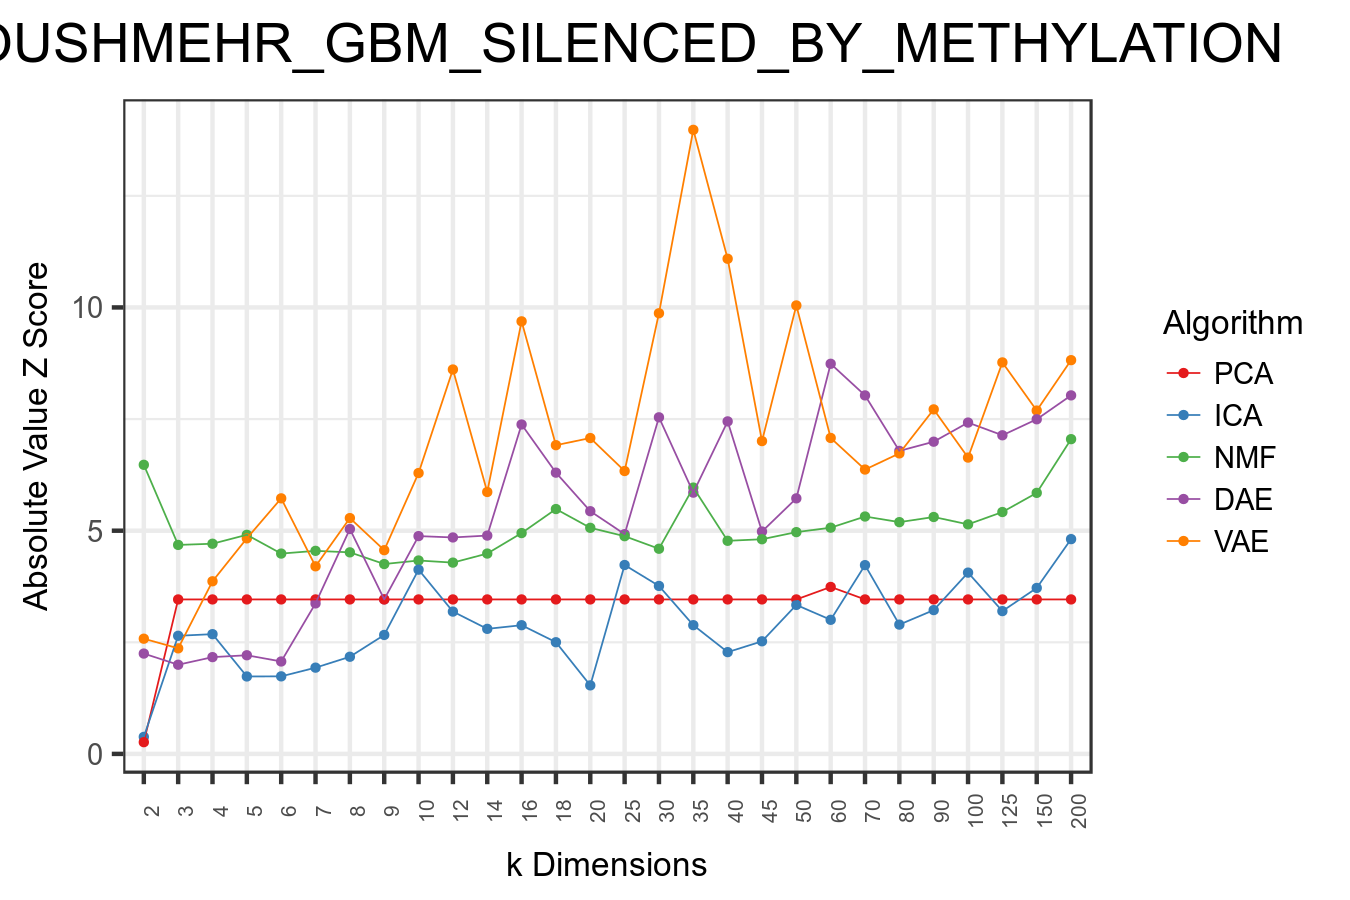 OUSHMEHR_GBM_SILENCED_BY_METHYLATION
Absolute Value Z Score
10
5
0
2 3 4 5 6 7 8 9 10 12 14 16 18 20 25 30 35 40 45 50 60 70 80 90 100 125 150 200
k Dimensions
Algorithm
PCA
ICA
NMF
DAE
VAE